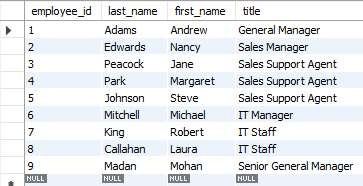 employee_id last_name first_name title
1 Adams Andrew General Manager
2 Edwards Nancy Sales Manager
3 Peacock Jane Sales Support Agent
4 Park Margaret Sales Support Agent
5 Johnson Steve Sales Support Agent
6 Mitchell Michael IT Manager
7 King Robert IT Staff
8 Callahan Laura IT Staff
9 Madan Mohan Senior General Manager
NULL NULL NULL NULL